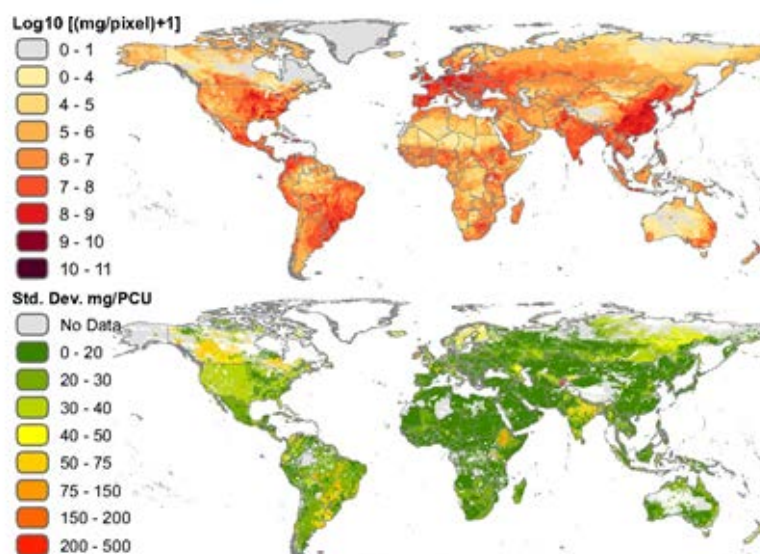 Log10 [(mg/pixel)+1]
0 - 1
0 - 4
4 - 5
5 - 6
6 - 7
7 - 8
8 - 9
9 - 10
10 - 11
Std. Dev. mg/PCU
No Data
0 - 20
20 - 30
30 - 40
40 - 50
50 - 75
75 - 150
150 - 200
200 - 500